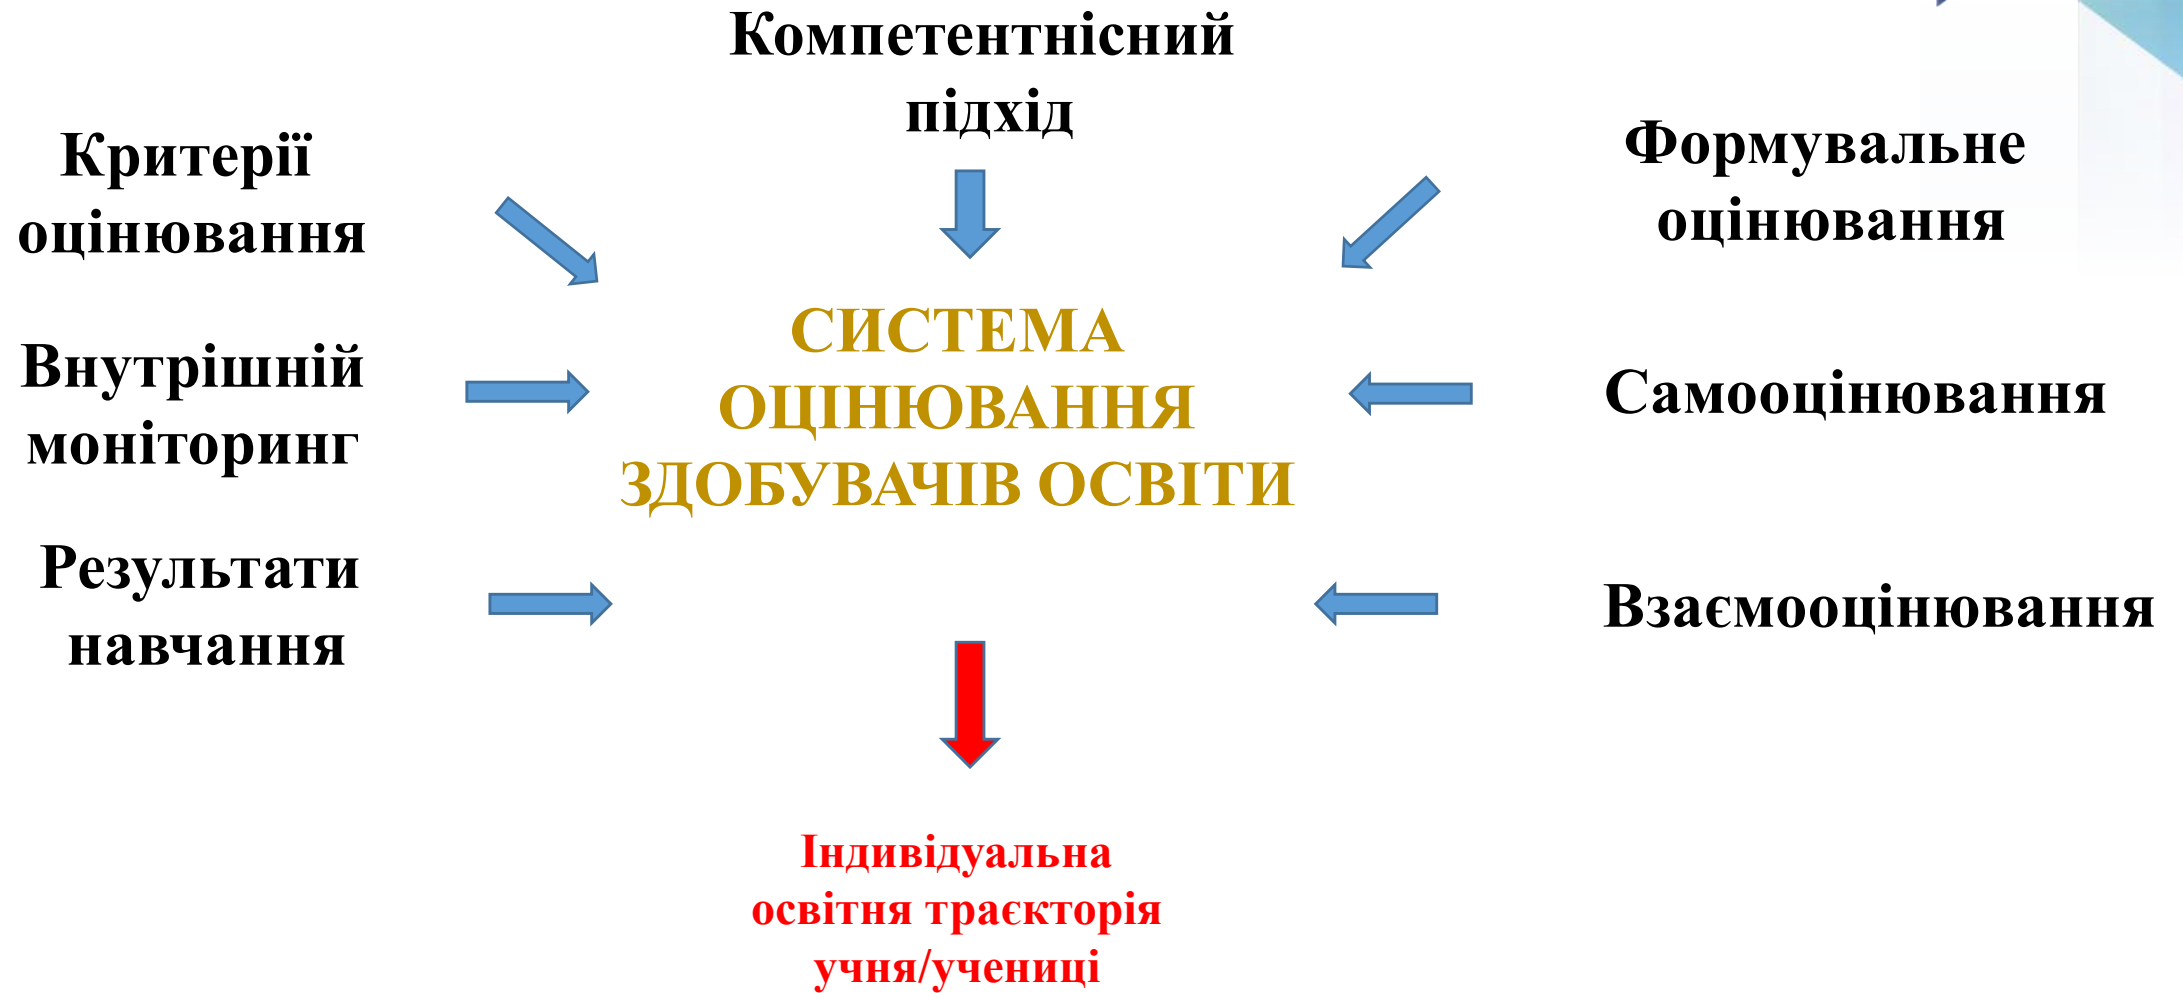 Компетентнісний
підхід
Критерії
оцінювання
Формувальне
оцінювання
Внутрішній
моніторинг
СИСТЕМА
ОЦІНЮВАННЯ
ЗДОБУВАЧІВ ОСВІТИ
Самооцінювання
Результати
навчання
Взаємооцінювання
Індивідуальна
освітня траєкторія
учня/учениці